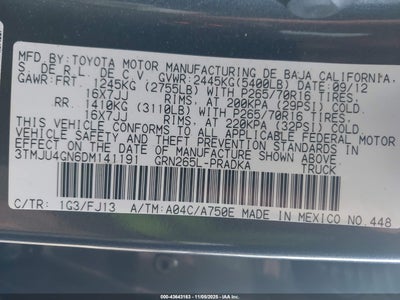 MFD.BY:TOYOTA MOTOR MANUFACTURING DE BAJA CALIFORNIA,
S. DE R.L. DE C.V. GVWR:2445KG(5400LB) DATE: 09/12
GAWR:FRT. 1245KG (2755LB) WITH P265/70R16 TIRES,
16X7JJ RIMS, AT 200KPA (29PSI) COLD.
RR. 1410KG (3110LB) WITH P265/70R16 TIRES,
16X7JJ RIMS, AT 220KPA (32PSI) COLD.
THIS VEHICLE CONFORMS TO ALL APPLICABLE FEDERAL MOTOR
VEHICLE SAFETY AND THEFT PREVENTION STANDARDS IN
EFFECT ON THE DATE OF MANUFACTURE SHOWN ABOVE.
3TMJU4GN6DM141191 GRN265L-PRADKA TRUCK
C/TR: 1G3/FJ13 A/TM: A04C/A750E MADE IN MEXICO NO.448
000-43643163 - 11/05/2025 - www.iaai.com